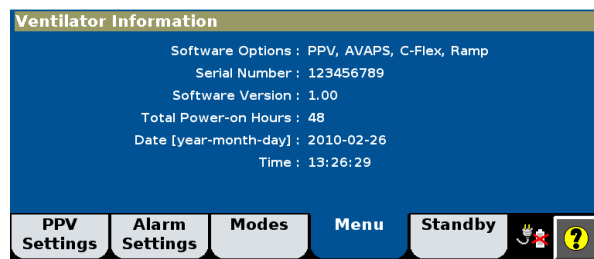 Ventilator Information
Software Options : PPV, AVAPS, C-Flex, Ramp
Serial Number : 123456789
Software Version : 1.00
Total Power-on Hours : 48
Date [year-month-day] : 2010-02-26
Time : 13:26:29
PPV Settings
Alarm Settings
Modes
Menu
Standby
?